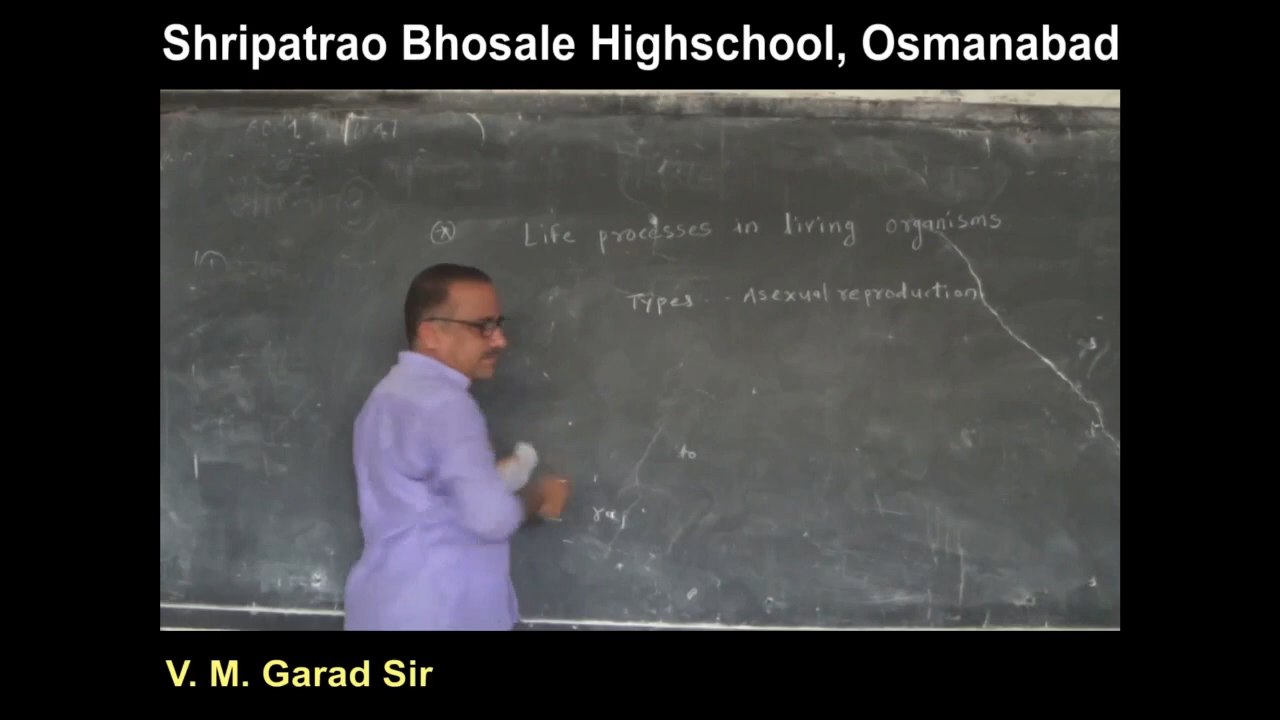 Shripatrao Bhosale Highschool, Osmanabad
Life processes in living organisms
Types .. Asexual reproduction
to
V. M. Garad Sir